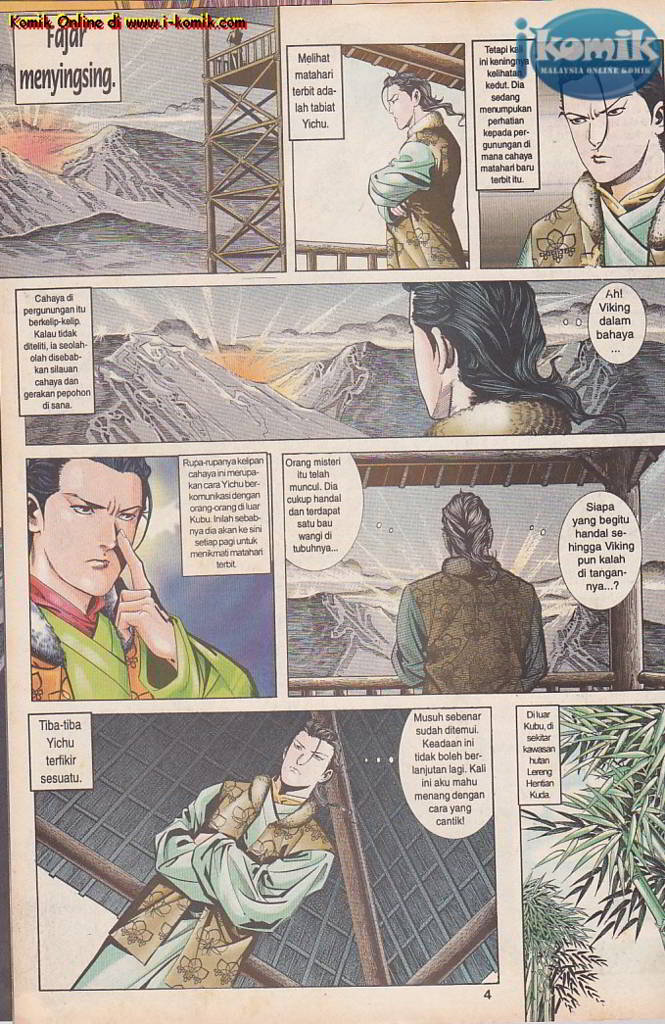 Komik Online di www.i-komik.com
Fajar
menyingsing.
Melihat
matahari
terbit ada-
lah tabiat
Yichu.
Tetapi kali
ini keningnya
kelihatan
kedut. Dia
sedang
menumpukan
perhatian
kepada per-
gunungan di
mana cahaya
matahari baru
terbit itu.
ikomik
MALAYSIA ONLINE KOMIK
Cahaya di
pergunungan itu
berkelip-kelip.
Kalau tidak
diteliti, ia seolah-
olah disebab-
kan silauan
cahaya dan
gerakan pepohon
di sana.
Ah!
Viking
dalam
bahaya
...
Rupa-rupanya kelipan
cahaya ini merupa-
kan cara Yichu ber-
komunikasi dengan
orang-orang di luar
Kubu. Inilah sebab-
nya dia akan ke sini
setiap pagi untuk
menikmati matahari
terbit.
Orang misteri
itu telah
muncul. Dia
cukup handal
dan terdapat
satu bau
wangi di
tubuhnya...
Siapa
yang begitu
handal se-
hingga Viking
pun kalah
di tangan-
nya...?
Tiba-tiba
Yichu
terfikir
sesuatu.
...
Musuh sebenar
sudah ditemui.
Keadaan ini
tidak boleh ber-
lanjutan lagi. Kali
ini aku mahu
menang dengan
cara yang
cantik!
Di luar
Kubu, di
sekitar
kawasan
hutan
Lereng
Hentian
Kuda.
4